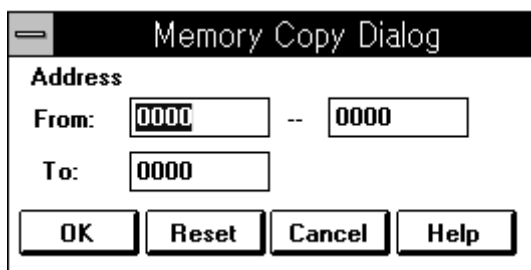 Memory Copy Dialog
Address
From: 0000 -- 0000
To: 0000
OK Reset Cancel Help